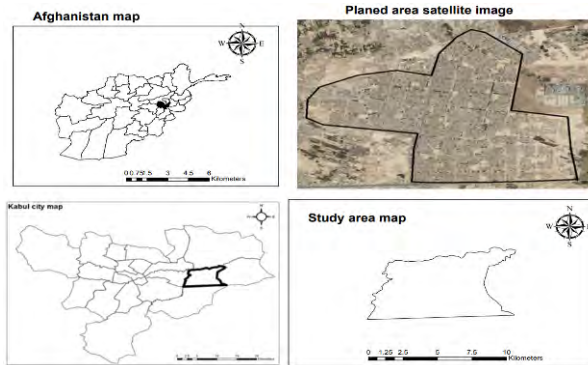 Afghanistan map
N
W E
S
0 0.75 1.5 3 4.5 6
Kilometers
Planed area satellite image
Kabul city map
N
Study area map
N
W E
S
0 1.25 2.5 5 7.5 10
Kilometers